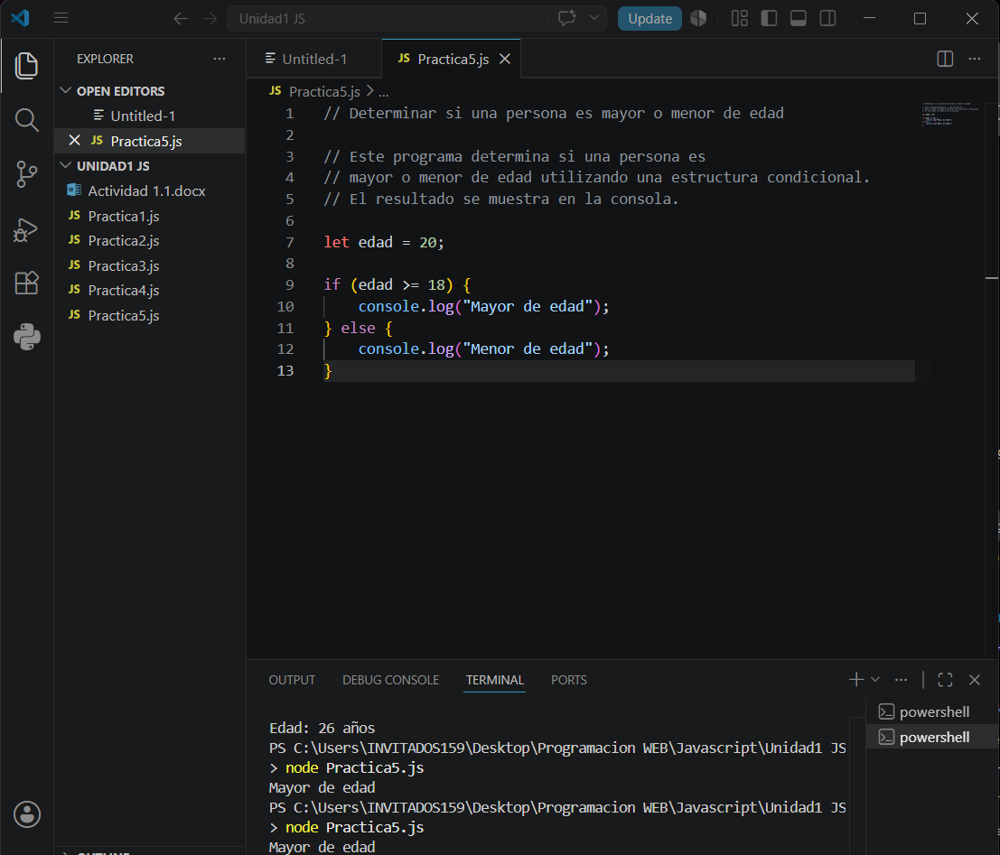 Unidad1 JS
Update
EXPLORER
Untitled-1
JS Practica5.js
OPEN EDITORS
Untitled-1
JS Practica5.js
UNIDAD1 JS
Actividad 1.1.docx
JS Practica1.js
JS Practica2.js
JS Practica3.js
JS Practica4.js
JS Practica5.js
JS Practica5.js > ...
1 // Determinar si una persona es mayor o menor de edad
2
3 // Este programa determina si una persona es
4 // mayor o menor de edad utilizando una estructura condicional.
5 // El resultado se muestra en la consola.
6
7 let edad = 20;
8
9 if (edad >= 18) {
10     console.log("Mayor de edad");
11 } else {
12     console.log("Menor de edad");
13 }
OUTPUT DEBUG CONSOLE TERMINAL PORTS
Edad: 26 años
PS C:\Users\INVITADOS159\Desktop\Programacion WEB\Javascript\Unidad1 JS
> node Practica5.js
Mayor de edad
PS C:\Users\INVITADOS159\Desktop\Programacion WEB\Javascript\Unidad1 JS
> node Practica5.js
Mayor de edad
powershell
powershell
OUTLINE